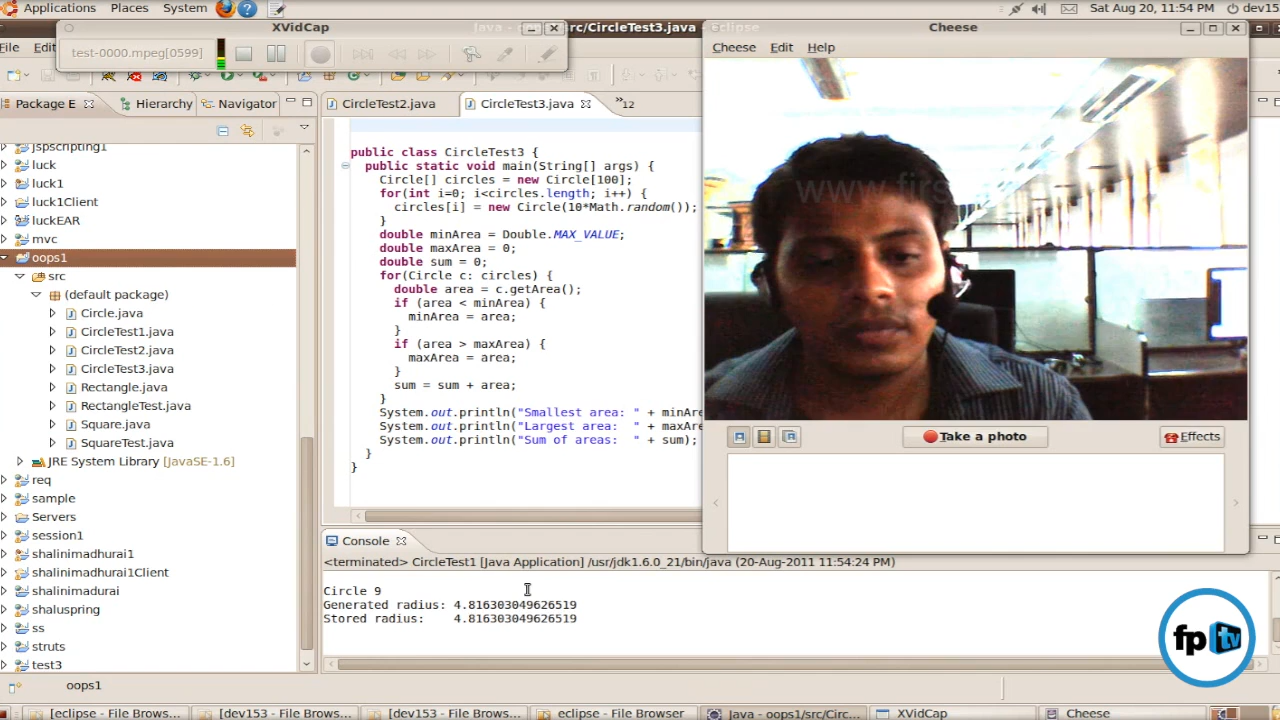 Applications Places System
Sat Aug 20, 11:54 PM
dev153
XVidCap
Java - oops1/src/CircleTest3.java - Eclipse
Cheese
test-0000.mpeg[0599]
File Edit
Cheese Edit Help
Package E
Hierarchy
Navigator
CircleTest2.java
CircleTest3.java
»12
jspscripting1
luck
luck1
luck1Client
luckEAR
mvc
oops1
src
(default package)
Circle.java
CircleTest1.java
CircleTest2.java
CircleTest3.java
Rectangle.java
RectangleTest.java
Square.java
SquareTest.java
JRE System Library [JavaSE-1.6]
req
sample
Servers
session1
shalinimadhurai1
shalinimadhurai1Client
shalinimadurai
shaluspring
ss
struts
test3
public class CircleTest3 {
public static void main(String[] args) {
Circle[] circles = new Circle[100];
for(int i=0; i<circles.length; i++) {
circles[i] = new Circle(10*Math.random());
}
double minArea = Double.MAX_VALUE;
double maxArea = 0;
double sum = 0;
for(Circle c: circles) {
double area = c.getArea();
if (area < minArea) {
minArea = area;
}
if (area > maxArea) {
maxArea = area;
}
sum = sum + area;
}
System.out.println("Smallest area: " + minAre
System.out.println("Largest area:  " + maxAre
System.out.println("Sum of areas:  " + sum);
}
}
www.firs
Take a photo
Effects
Console
<terminated> CircleTest1 [Java Application] /usr/jdk1.6.0_21/bin/java (20-Aug-2011 11:54:24 PM)
Circle 9
Generated radius: 4.816303049626519
Stored radius:    4.816303049626519
fp tv
oops1
[eclipse - File Brows...
[dev153 - File Brows...
[dev153 - File Brows...
eclipse - File Browser
Java - oops1/src/Circ...
XVidCap
Cheese